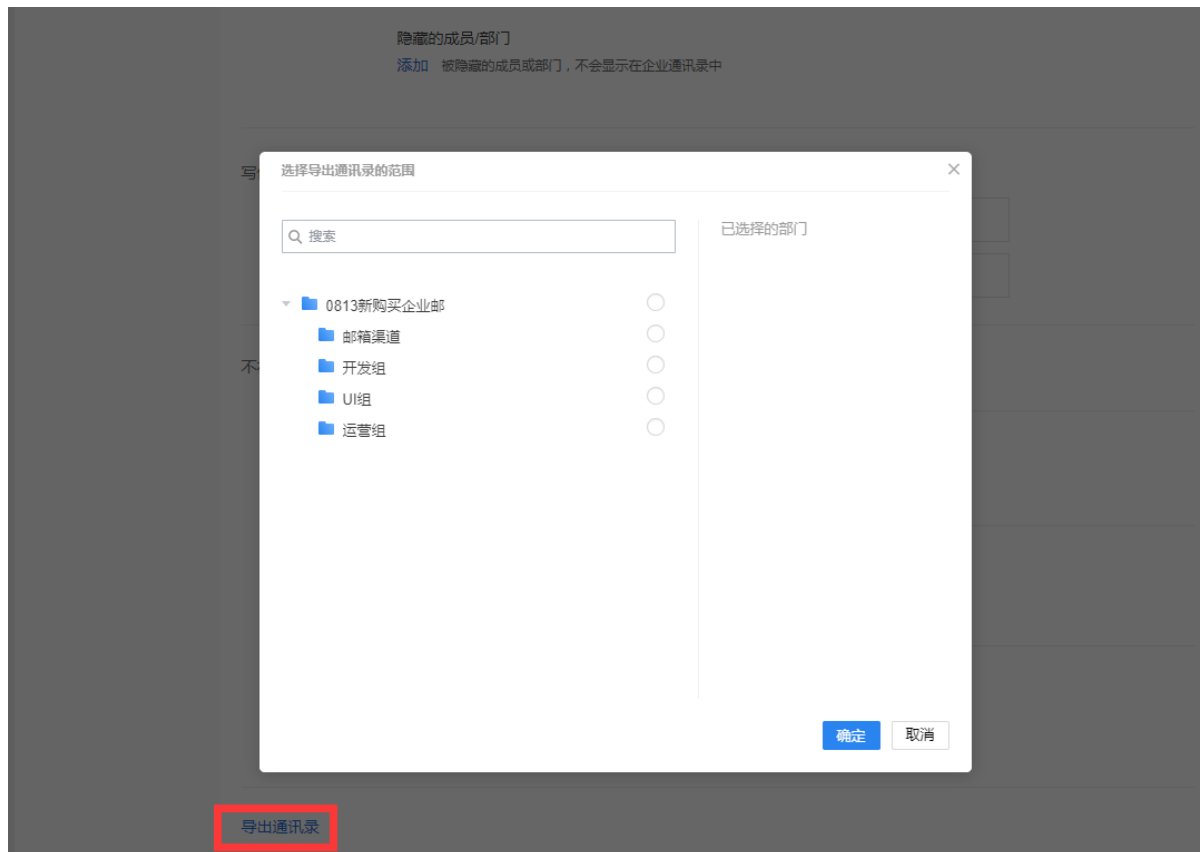 隐藏的成员/部门
添加 被隐藏的成员或部门，不会显示在企业通讯录中
写
选择导出通讯录的范围
搜索
已选择的部门
0813新购买企业邮
邮箱渠道
不
开发组
UI组
运营组
确定 取消
导出通讯录